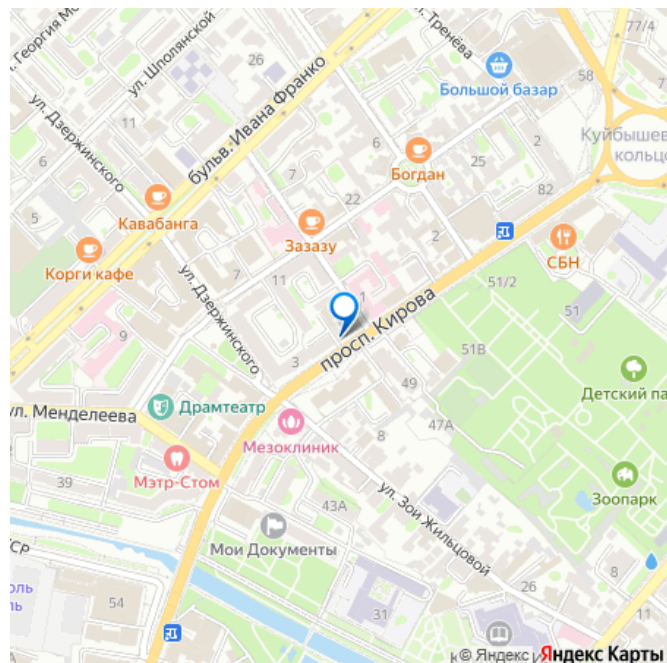 л. Георгия Мо
ул. Шполянской
26
ул. Тренёва
77/4
58
Большой базар
ул. Дзержинского
11
бульв. Ивана Франко
6
2
Куйбышев
кольцо
6
7
Богдан
25
82
22
5
Кавабанга
Зазазу
2
СБН
Корги кафе
7
11
51/2
ул. Дзержинского
1
51
9
просп. Кирова
51В
3
49
Детский па
ул. Менделеева
Драмтеатр
47А
8
Мезоклиник
Мэтр-Стом
39
Зоопарк
43А
ул. Зои Жильцовой
Мои Документы
8
6
54
26
11
31
© Яндекс Яндекс Карты